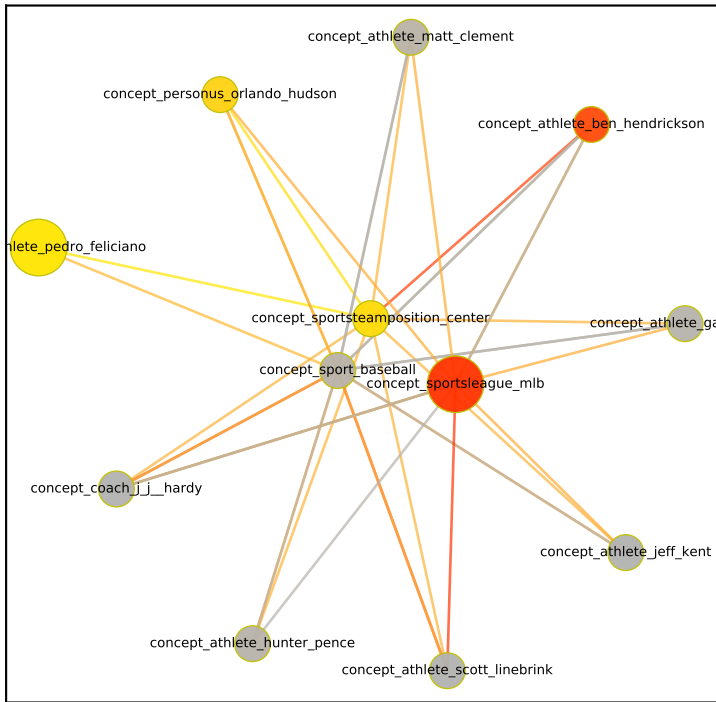 concept_athlete_matt_clement
concept_personus_orlando_hudson
concept_athlete_ben_hendrickson
hlete_pedro_feliciano
concept_sportsteamposition_center
concept_athlete_ga
concept_sport_baseball
concept_sportsleague_mlb
concept_coach_j_j__hardy
concept_athlete_jeff_kent
concept_athlete_hunter_pence
concept_athlete_scott_linebrink